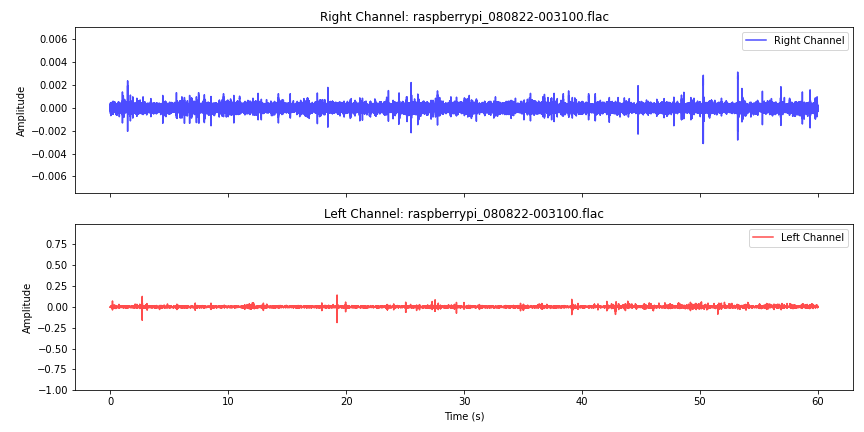 Right Channel: raspberrypi_080822-003100.flac
Right Channel
Amplitude
0.006
0.004
0.002
0.000
−0.002
−0.004
−0.006
Left Channel: raspberrypi_080822-003100.flac
Left Channel
Amplitude
0.75
0.50
0.25
0.00
−0.25
−0.50
−0.75
−1.00
0 10 20 30 40 50 60
Time (s)